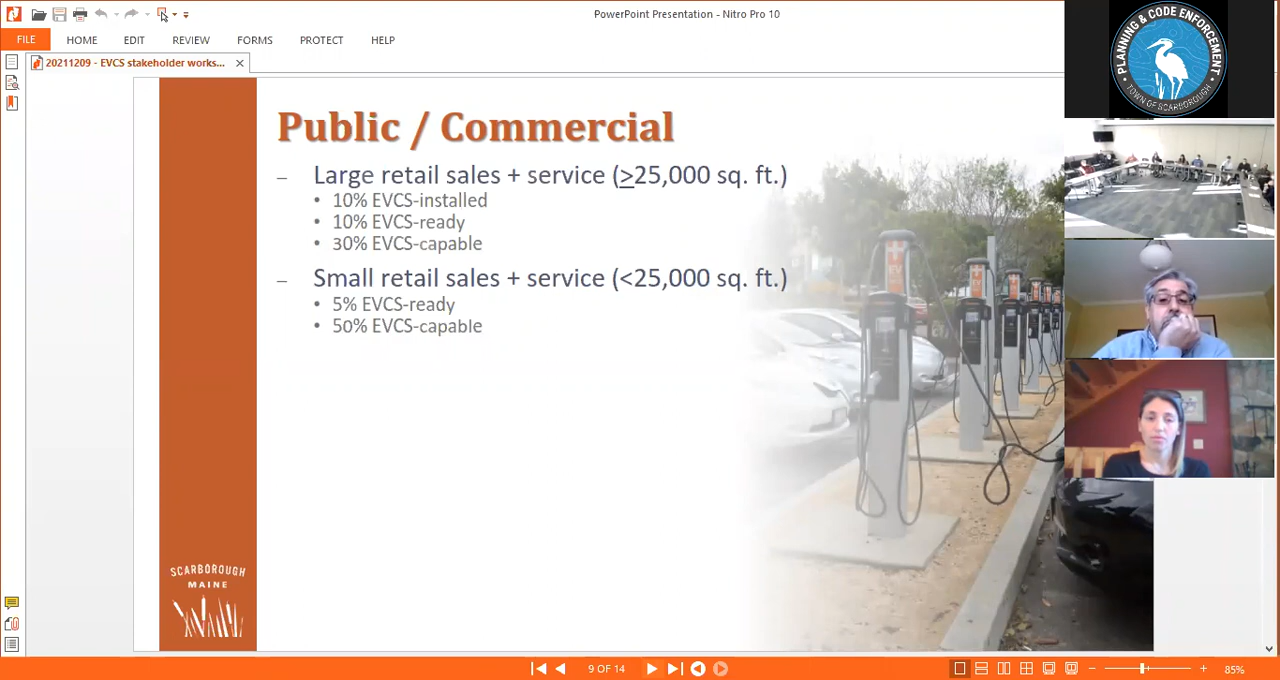 PowerPoint Presentation - Nitro Pro 10
FILE HOME EDIT REVIEW FORMS PROTECT HELP
20211209 - EVCS stakeholder works...
Public / Commercial
– Large retail sales + service (≥25,000 sq. ft.)
• 10% EVCS-installed
• 10% EVCS-ready
• 30% EVCS-capable
– Small retail sales + service (<25,000 sq. ft.)
• 5% EVCS-ready
• 50% EVCS-capable
SCARBOROUGH
MAINE
PLANNING & CODE ENFORCEMENT
TOWN OF SCARBOROUGH
EV
9 OF 14
85%